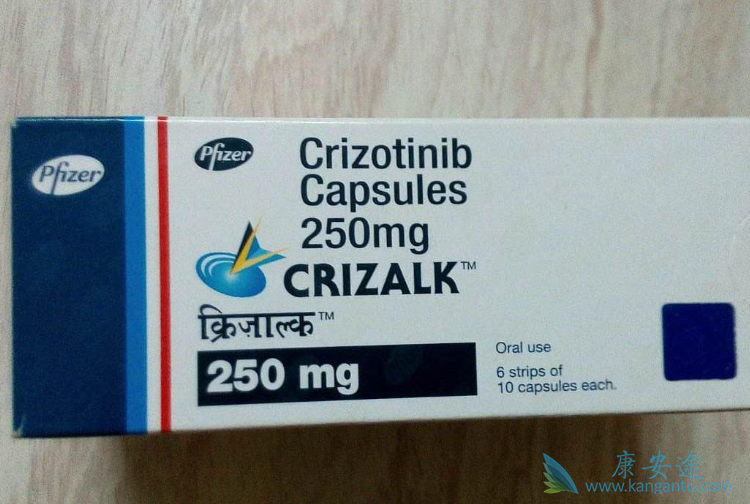 Pfizer
Pfizer
Crizotinib
Capsules
250mg
CRIZALK™
क्रिज़ाल्क™
250 mg
Oral use
6 strips of
10 capsules each.
康安途
www.kangantu.com